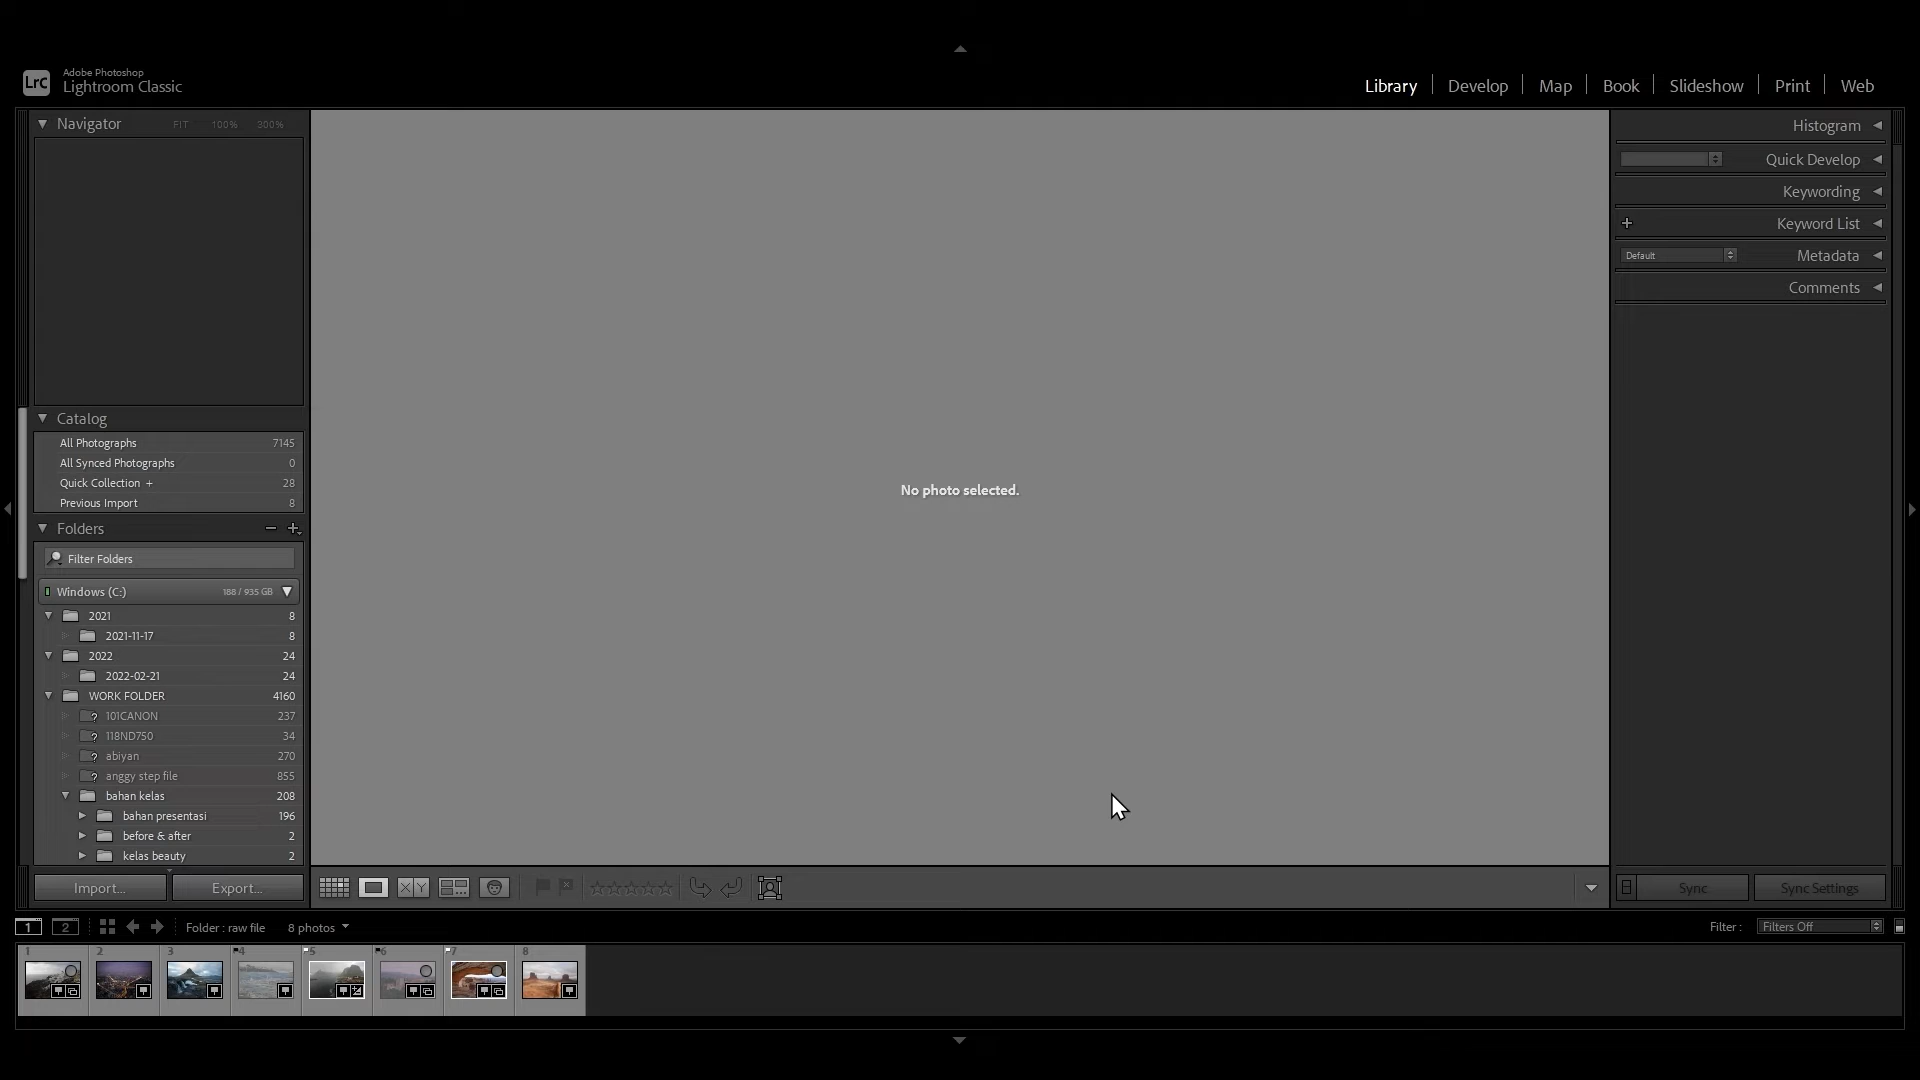 LrC
Adobe Photoshop
Lightroom Classic
Library
Develop
Map
Book
Slideshow
Print
Web
Navigator
FIT
100%
300%
Histogram
Quick Develop
Keywording
Keyword List
Default
Metadata
Comments
No photo selected.
Catalog
All Photographs 7145
All Synced Photographs 0
Quick Collection + 28
Previous Import 8
Folders
Filter Folders
Windows (C:) 188 / 935 GB
2021 8
2021-11-17 8
2022 24
2022-02-21 24
WORK FOLDER 4160
101CANON 237
118ND750 34
abiyan 270
anggy step file 855
bahan kelas 208
bahan presentasi 196
before & after 2
kelas beauty 2
Import...
Export...
X Y
Sync
Sync Settings
1
2
Folder : raw file
8 photos
Filter :
Filters Off
1
2
3
4
5
6
7
8